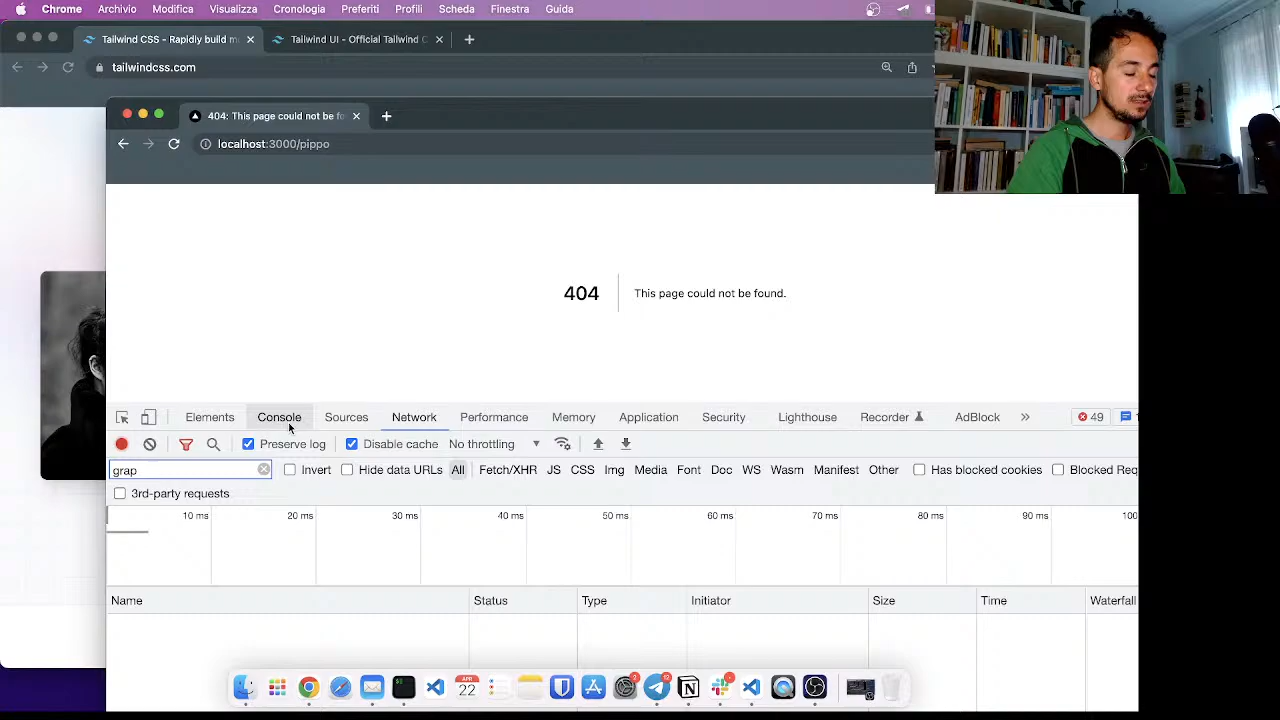 Chrome Archivio Modifica Visualizza Cronologia Preferiti Profili Scheda Finestra Guida
Tailwind CSS - Rapidly build m
Tailwind UI - Official Tailwind C
tailwindcss.com
404: This page could not be fo
localhost:3000/pippo
404
This page could not be found.
Elements Console Sources Network Performance Memory Application Security Lighthouse Recorder AdBlock 49 1
Preserve log Disable cache No throttling
grap Invert Hide data URLs All Fetch/XHR JS CSS Img Media Font Doc WS Wasm Manifest Other Has blocked cookies Blocked Req
3rd-party requests
10 ms 20 ms 30 ms 40 ms 50 ms 60 ms 70 ms 80 ms 90 ms 100
Name Status Type Initiator Size Time Waterfall
APR
22